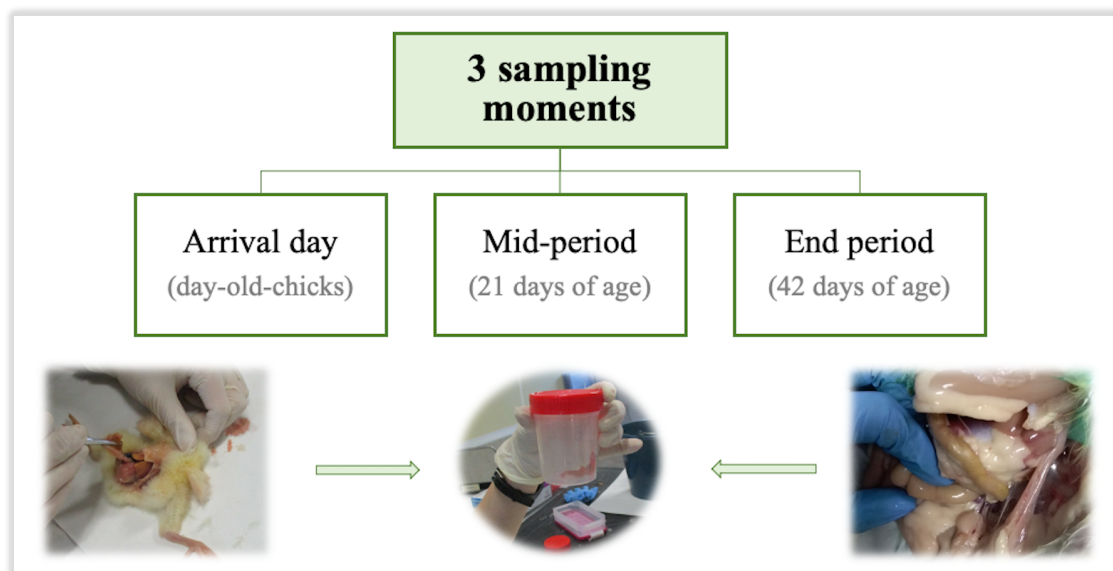 3 sampling
moments
Arrival day
(day-old-chicks)
Mid-period
(21 days of age)
End period
(42 days of age)